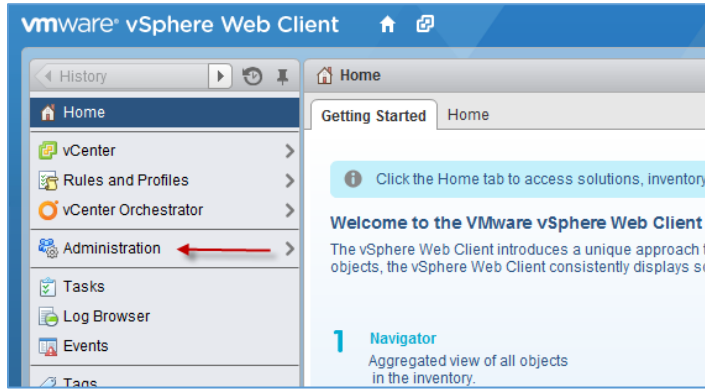 vmware® vSphere Web Client
History
Home
vCenter
Rules and Profiles
vCenter Orchestrator
Administration
Tasks
Log Browser
Events
Tags
Home
Getting Started Home
Click the Home tab to access solutions, inventory
Welcome to the VMware vSphere Web Client
The vSphere Web Client introduces a unique approach
objects, the vSphere Web Client consistently displays
1 Navigator
Aggregated view of all objects
in the inventory.